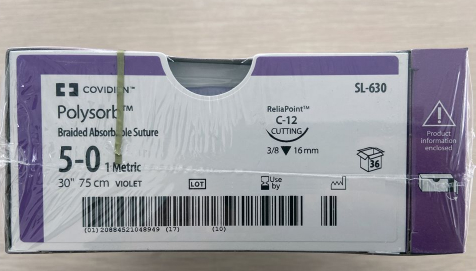 COVIDIEN™
SL-630
Polysorb™
Braided Absorbable Suture
5-0 1 Metric
30" 75 cm VIOLET
ReliaPoint™
C-12
CUTTING
3/8 ▼ 16 mm
36
LOT
Use by
(01) 20884521048949 (17) (10)
Product
information
enclosed